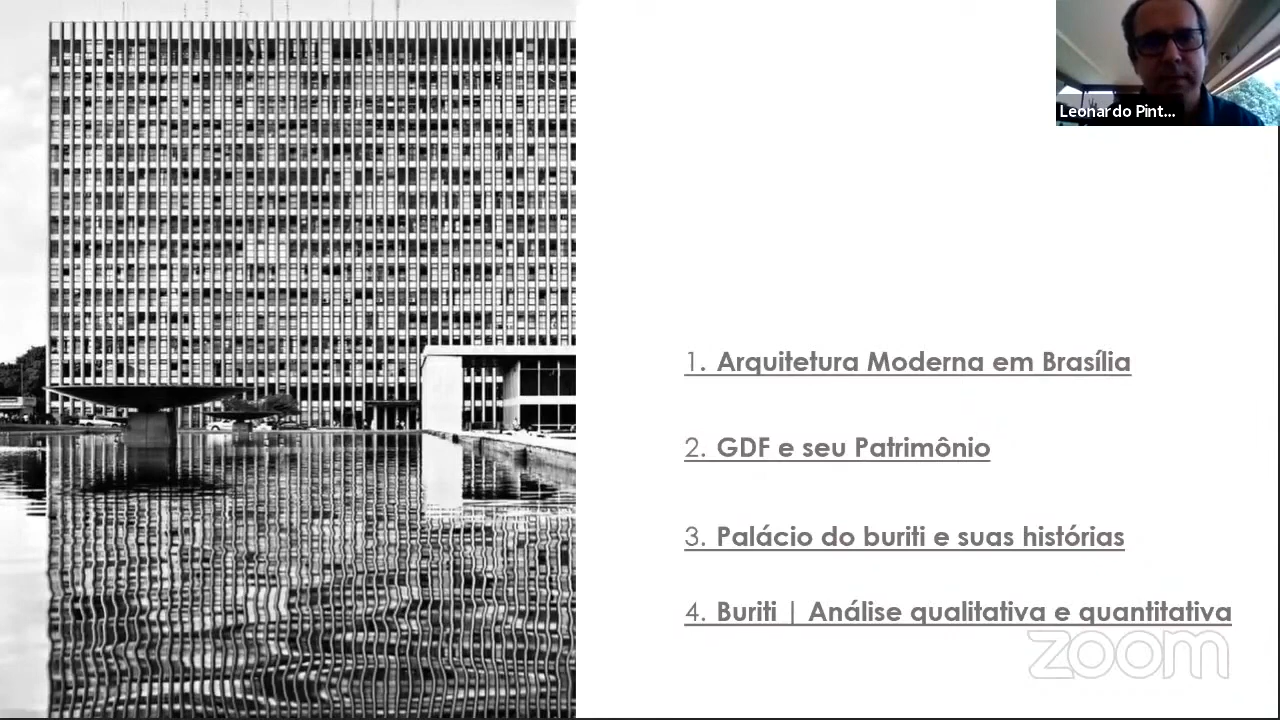 Leonardo Pint...
1. Arquitetura Moderna em Brasília
2. GDF e seu Patrimônio
3. Palácio do buriti e suas histórias
4. Buriti | Análise qualitativa e quantitativa
zoom